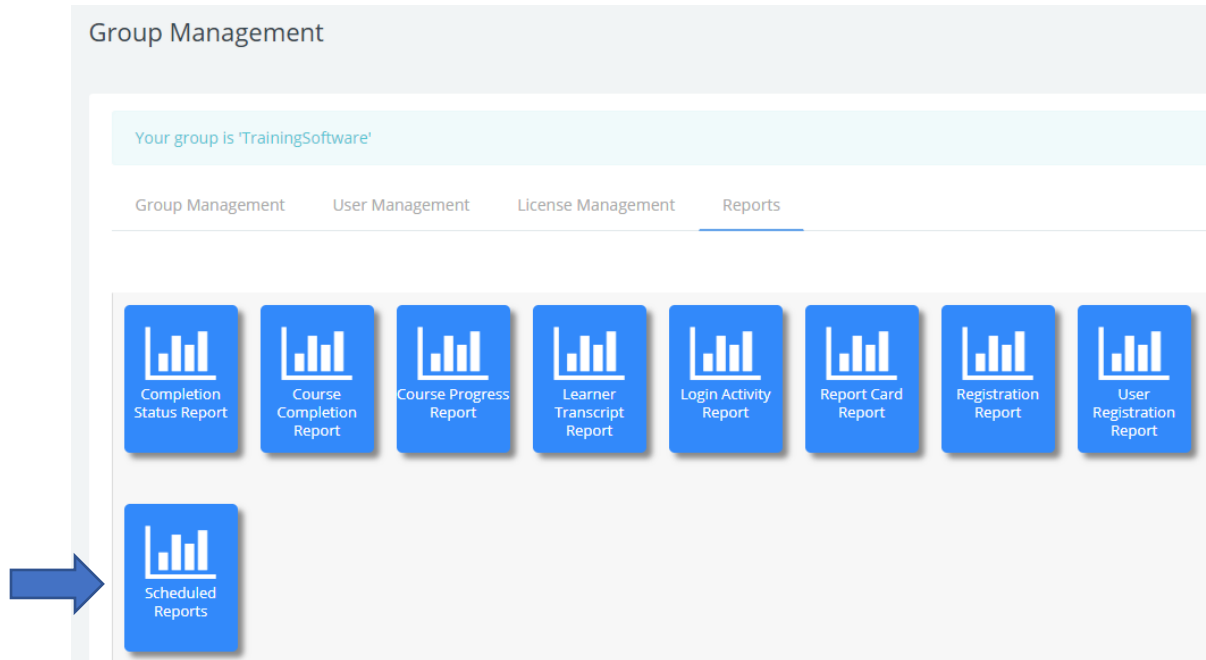 Group Management
Your group is 'TrainingSoftware'
Group Management User Management License Management Reports
Completion
Status Report
Course
Completion
Report
Course Progress
Report
Learner
Transcript
Report
Login Activity
Report
Report Card
Report
Registration
Report
User
Registration
Report
Scheduled
Reports